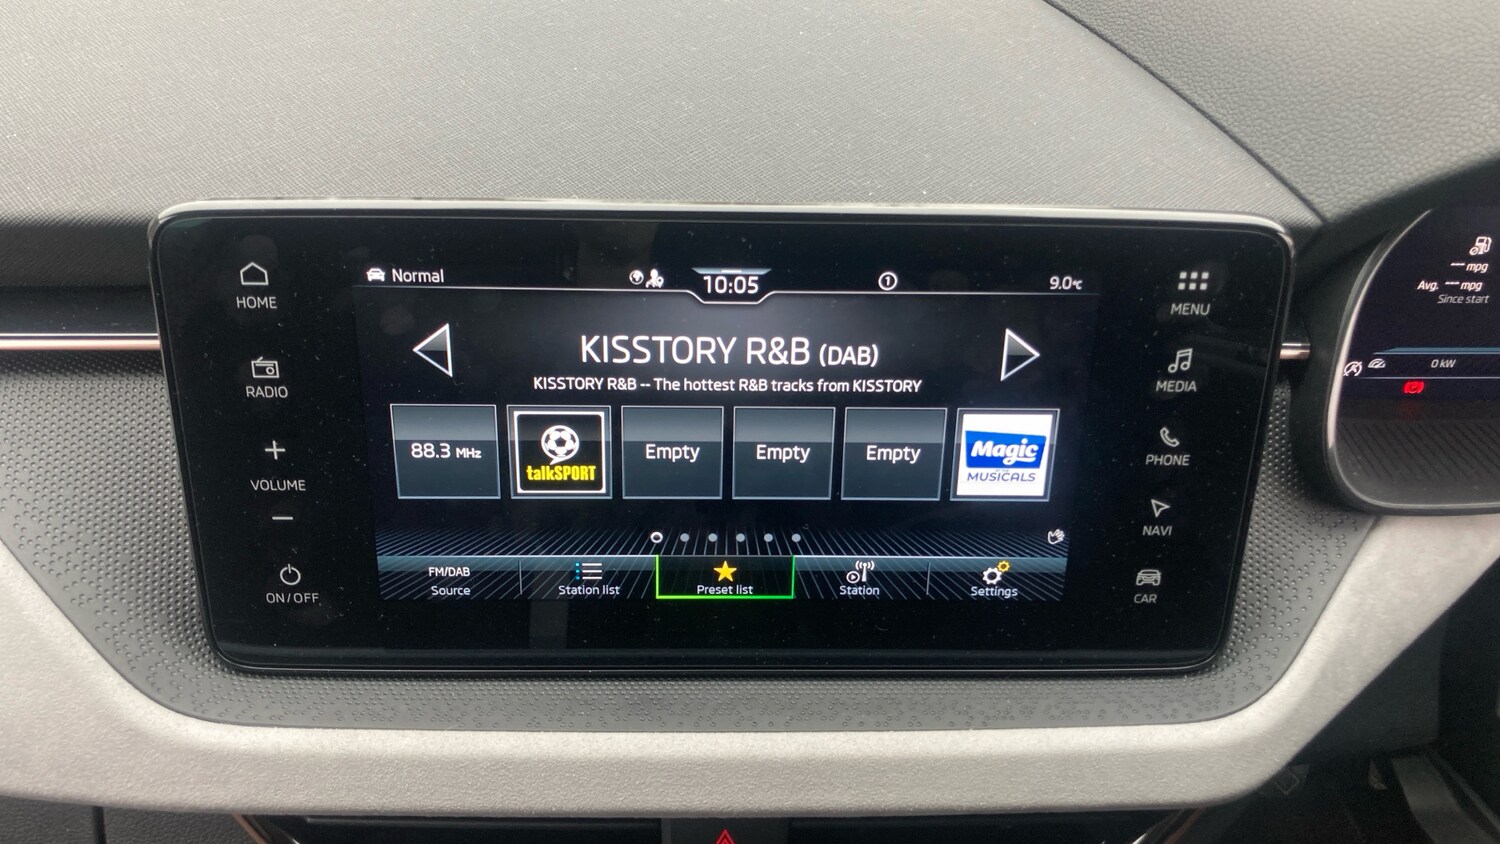 HOME
RADIO
+
VOLUME
−
ON/OFF
Normal
10:05
1
9.0°C
KISSTORY R&B (DAB)
KISSTORY R&B -- The hottest R&B tracks from KISSTORY
88.3 MHz
talkSPORT
Empty
Empty
Empty
Magic
MUSICALS
FM/DAB
Source
Station list
Preset list
Station
Settings
MENU
MEDIA
PHONE
NAVI
CAR
--- mpg
Avg. --- mpg
Since start
0 kW